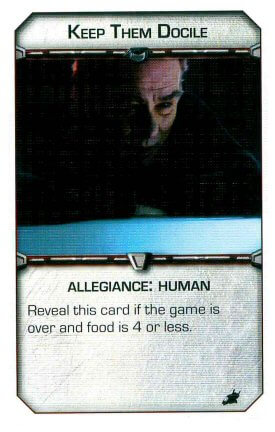 KEEP THEM DOCILE
ALLEGIANCE: HUMAN
Reveal this card if the game is
over and food is 4 or less.